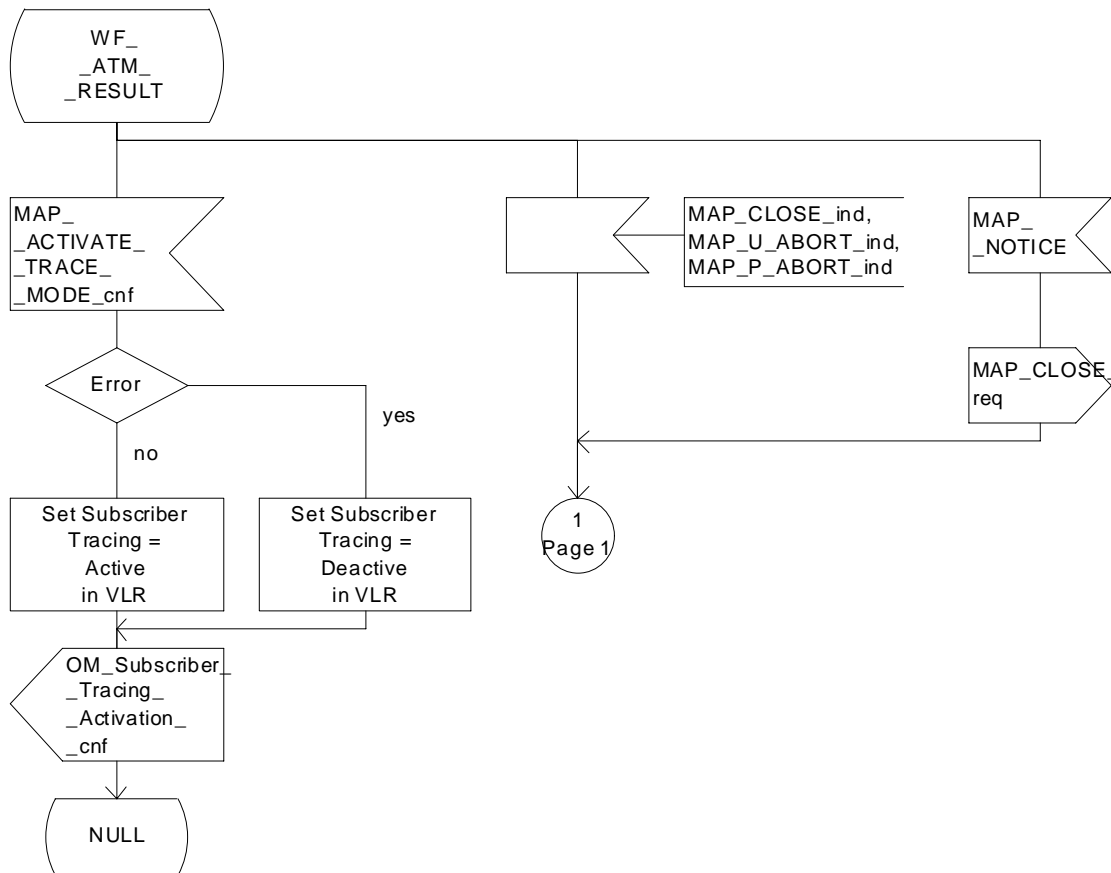 WF_
_ATM_
_RESULT
MAP_
_ACTIVATE_
_TRACE_
_MODE_cnf
MAP_CLOSE_ind,
MAP_U_ABORT_ind,
MAP_P_ABORT_ind
MAP_
_NOTICE
Error
yes
no
MAP_CLOSE_
req
Set Subscriber
Tracing =
Active
in VLR
Set Subscriber
Tracing =
Deactive
in VLR
1
Page 1
OM_Subscriber_
_Tracing_
_Activation_
_cnf
NULL